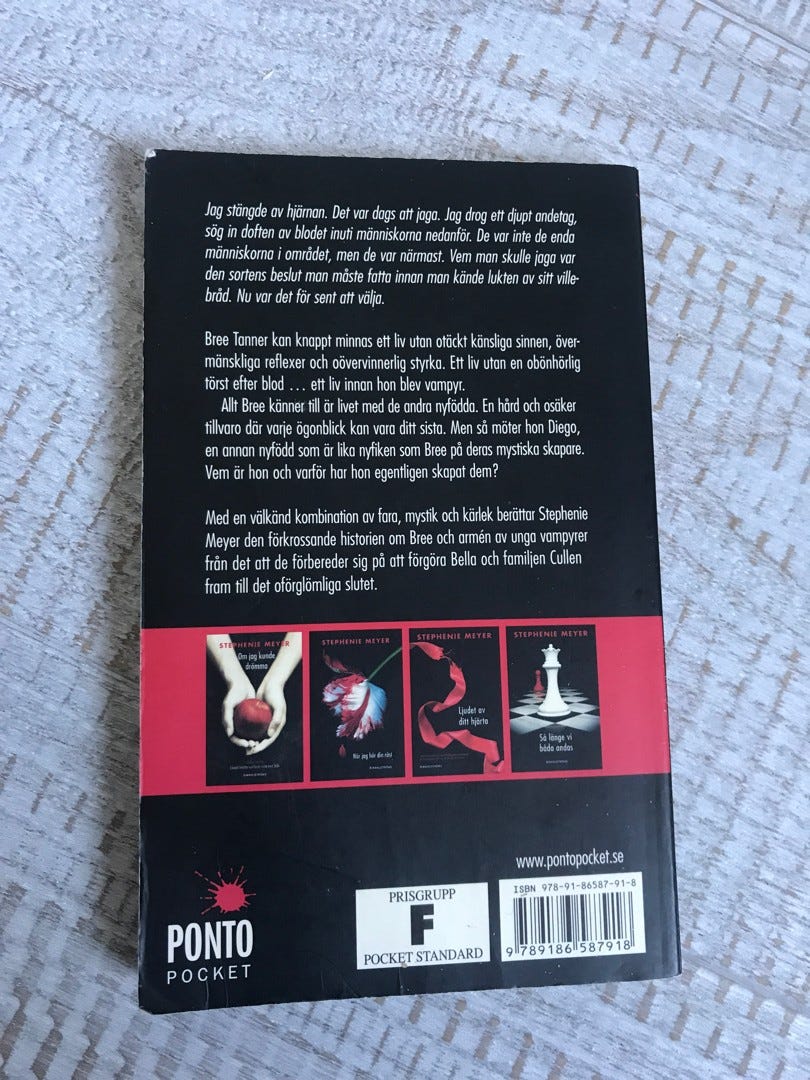 Jag stängde av hjärnan. Det var dags att jaga. Jag drog ett djupt andetag,
sög in doften av blodet inuti människorna nedanför. De var inte de enda
människorna i området, men de var närmast. Vem man skulle jaga var
den sortens beslut man måste fatta innan man kände lukten av sitt ville-
bråd. Nu var det för sent att välja.
Bree Tanner kan knappt minnas ett liv utan otäckt känsliga sinnen, över-
mänskliga reflexer och oövervinnerlig styrka. Ett liv utan en obönhörlig
törst efter blod ... ett liv innan hon blev vampyr.
Allt Bree känner till är livet med de andra nyfödda. En hård och osäker
tillvaro där varje ögonblick kan vara ditt sista. Men så möter hon Diego,
en annan nyfödd som är lika nyfiken som Bree på deras mystiska skapare.
Vem är hon och varför har hon egentligen skapat dem?
Med en välkänd kombination av fara, mystik och kärlek berättar Stephenie
Meyer den förkrossande historien om Bree och armén av unga vampyrer
från det att de förbereder sig på att förgöra Bella och familjen Cullen
fram till det oförglömliga slutet.
STEPHENIE MEYER
Om jag kunde
drömma
STEPHENIE MEYER
När jag hör din röst
STEPHENIE MEYER
Ljudet av
ditt hjärta
STEPHENIE MEYER
Så länge vi
båda andas
www.pontopocket.se
PONTO
POCKET
PRISGRUPP
F
POCKET STANDARD
ISBN 978-91-86587-91-8
9 789186 587918